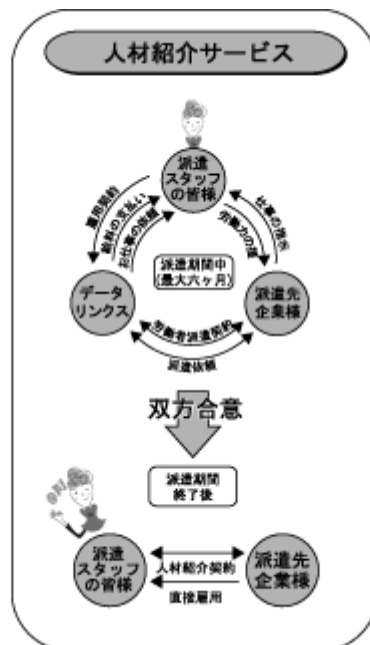 人材紹介サービス
派遣
スタッフ
の皆様
雇用契約
給料の支払い
お仕事の依頼
仕事の指示
労働力の提
派遣期間中
(最大六ヶ月)
データ
リンクス
派遣先
企業様
労働者派遣契約
派遣依頼
双方合意
派遣期間
終了後
OK!
派遣
スタッフ
の皆様
人材紹介契約
直接雇用
派遣先
企業様